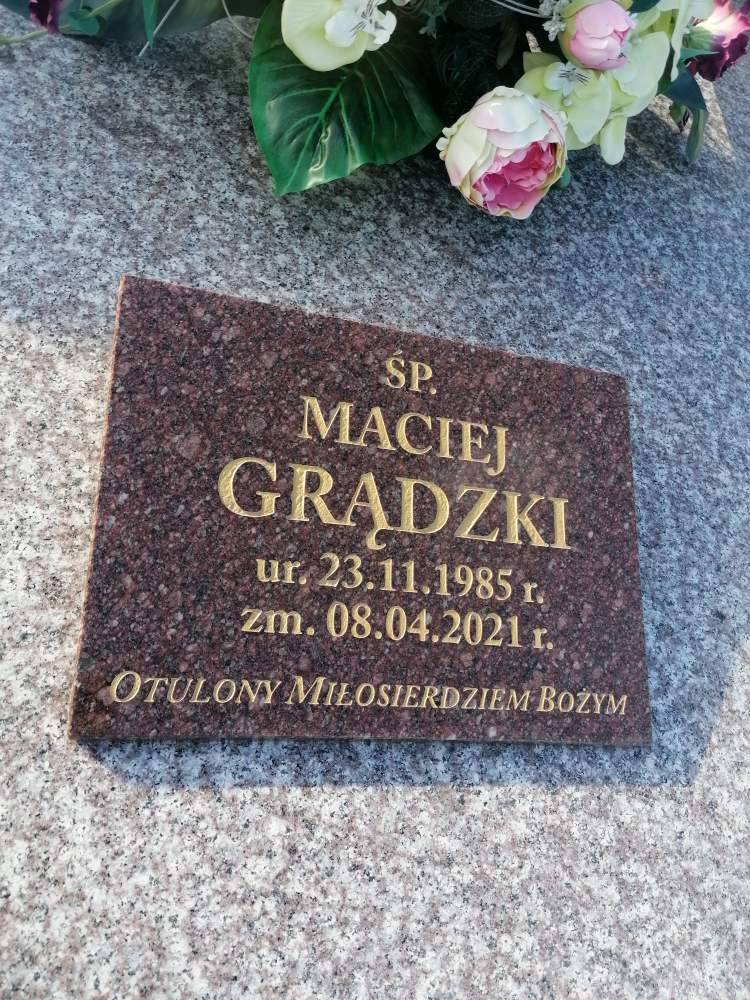 ŚP.
MACIEJ
GRĄDZKI
ur. 23.11.1985 r.
zm. 08.04.2021 r.
OTULONY MIŁOSIERDZIEM BOŻYM